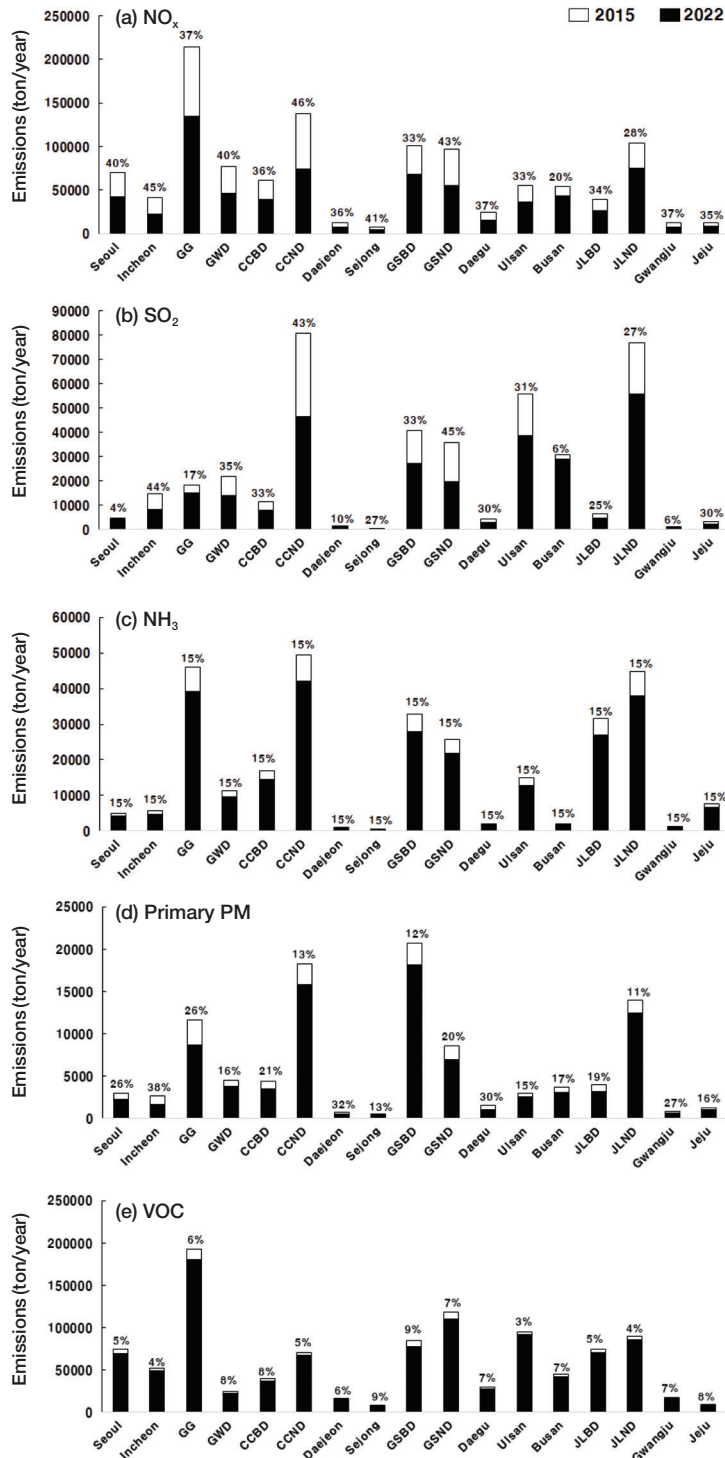 (a) NOx
2015 2022
Emissions (ton/year)
250000
200000
150000
100000
50000
0
40% 45% 37% 40% 36% 46% 36% 41% 33% 43% 37% 33% 20% 34% 28% 37% 35%
Seoul Incheon GG GWD CCBD CCND Daejeon Sejong GSBD GSND Daegu Ulsan Busan JLBD JLND Gwangju Jeju
(b) SO2
Emissions (ton/year)
90000
80000
70000
60000
50000
40000
30000
20000
10000
0
4% 44% 17% 35% 33% 43% 10% 27% 33% 45% 30% 31% 6% 25% 27% 6% 30%
Seoul Incheon GG GWD CCBD CCND Daejeon Sejong GSBD GSND Daegu Ulsan Busan JLBD JLND Gwangju Jeju
(c) NH3
Emissions (ton/year)
60000
50000
40000
30000
20000
10000
0
15% 15% 15% 15% 15% 15% 15% 15% 15% 15% 15% 15% 15% 15% 15% 15% 15%
Seoul Incheon GG GWD CCBD CCND Daejeon Sejong GSBD GSND Daegu Ulsan Busan JLBD JLND Gwangju Jeju
(d) Primary PM
Emissions (ton/year)
25000
20000
15000
10000
5000
0
26% 38% 26% 16% 21% 13% 32% 13% 12% 20% 30% 15% 17% 19% 11% 27% 16%
Seoul Incheon GG GWD CCBD CCND Daejeon Sejong GSBD GSND Daegu Ulsan Busan JLBD JLND Gwangju Jeju
(e) VOC
Emissions (ton/year)
250000
200000
150000
100000
50000
0
5% 4% 6% 8% 8% 5% 6% 9% 9% 7% 7% 3% 7% 5% 4% 7% 8%
Seoul Incheon GG GWD CCBD CCND Daejeon Sejong GSBD GSND Daegu Ulsan Busan JLBD JLND Gwangju Jeju